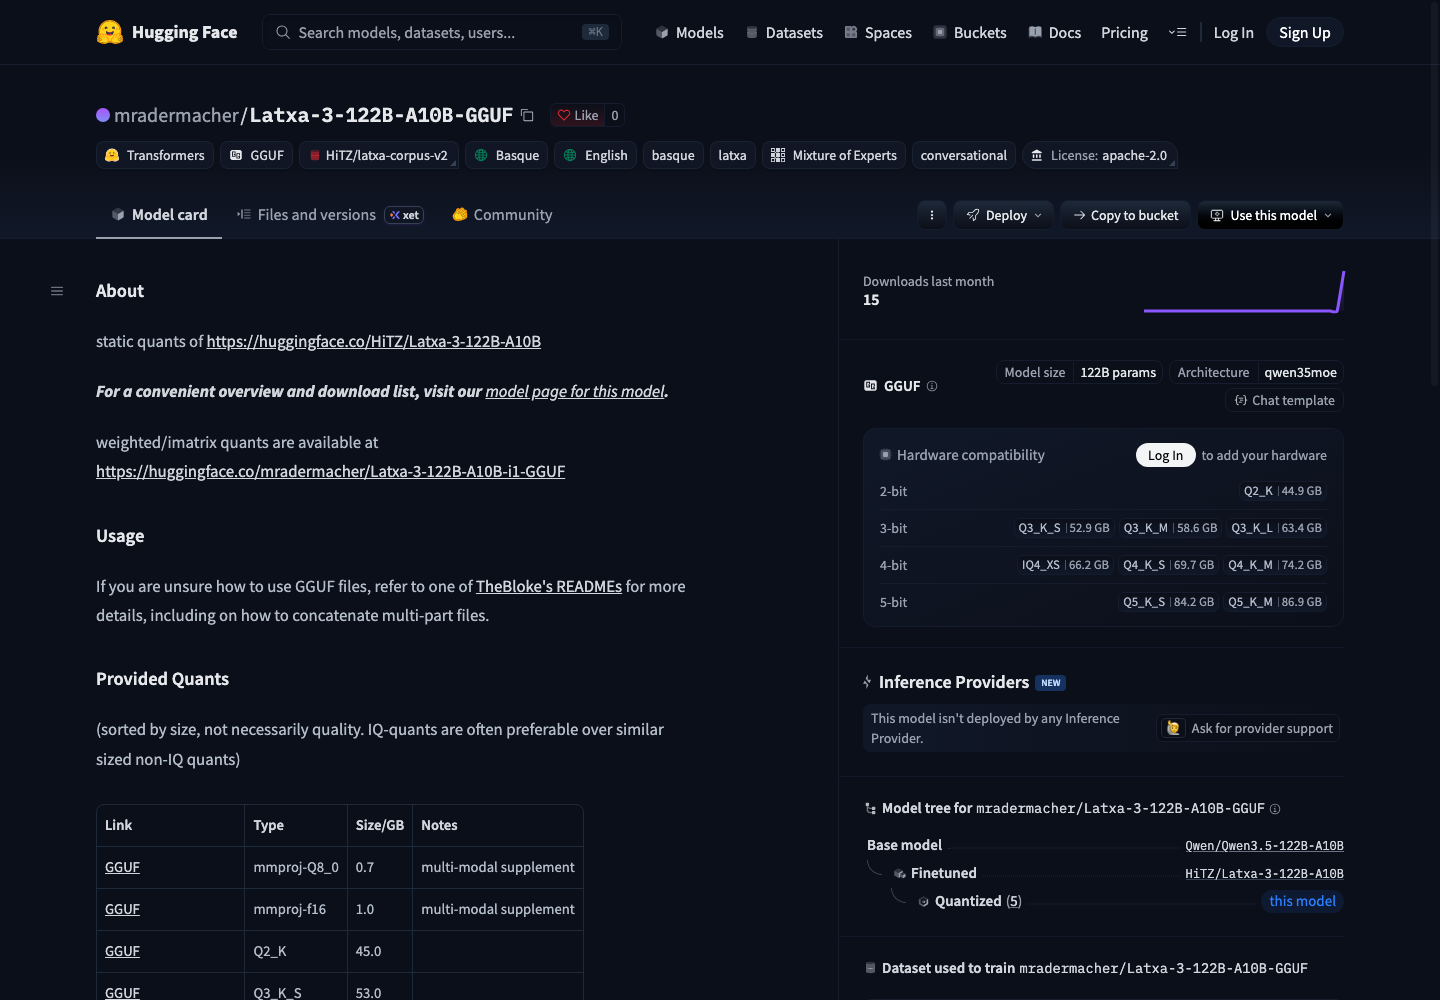 Hugging Face
Search models, datasets, users...
⌘K
Models
Datasets
Spaces
Buckets
Docs
Pricing
Log In
Sign Up
mradermacher/Latxa-3-122B-A10B-GGUF
Like 0
Transformers
GGUF
HiTZ/latxa-corpus-v2
Basque
English
basque
latxa
Mixture of Experts
conversational
License: apache-2.0
Model card
Files and versions
xet
Community
Deploy
Copy to bucket
Use this model
About
static quants of https://huggingface.co/HiTZ/Latxa-3-122B-A10B
For a convenient overview and download list, visit our model page for this model.
weighted/imatrix quants are available at
https://huggingface.co/mradermacher/Latxa-3-122B-A10B-i1-GGUF
Usage
If you are unsure how to use GGUF files, refer to one of TheBloke's READMEs for more
details, including on how to concatenate multi-part files.
Provided Quants
(sorted by size, not necessarily quality. IQ-quants are often preferable over similar
sized non-IQ quants)
Link Type Size/GB Notes
GGUF mmproj-Q8_0 0.7 multi-modal supplement
GGUF mmproj-f16 1.0 multi-modal supplement
GGUF Q2_K 45.0
GGUF Q3_K_S 53.0
Downloads last month
15
GGUF
Model size 122B params
Architecture qwen35moe
Chat template
Hardware compatibility
Log In to add your hardware
2-bit Q2_K 44.9 GB
3-bit Q3_K_S 52.9 GB Q3_K_M 58.6 GB Q3_K_L 63.4 GB
4-bit IQ4_XS 66.2 GB Q4_K_S 69.7 GB Q4_K_M 74.2 GB
5-bit Q5_K_S 84.2 GB Q5_K_M 86.9 GB
Inference Providers NEW
This model isn't deployed by any Inference
Provider.
Ask for provider support
Model tree for mradermacher/Latxa-3-122B-A10B-GGUF
Base model Qwen/Qwen3.5-122B-A10B
Finetuned HiTZ/Latxa-3-122B-A10B
Quantized (5) this model
Dataset used to train mradermacher/Latxa-3-122B-A10B-GGUF